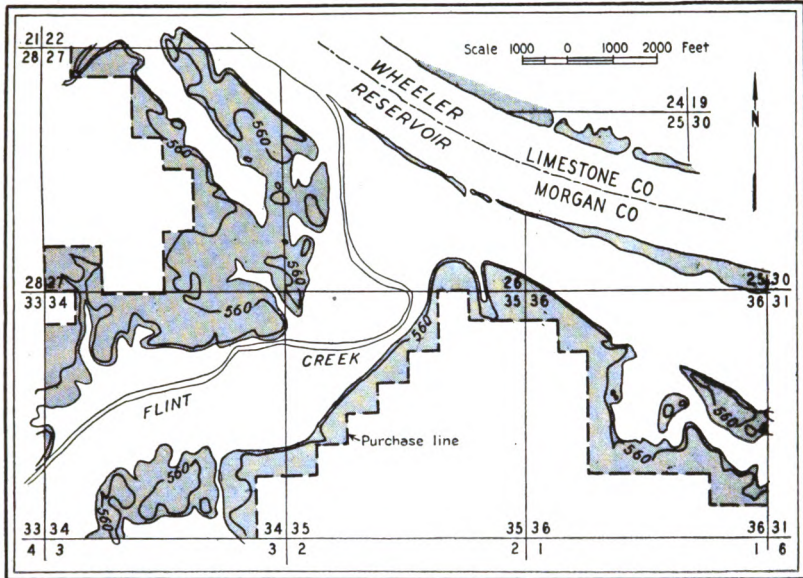 21 22
28 27
Scale 1000 0 1000 2000 Feet
24 19
25 30
N
WHEELER
RESERVOIR
LIMESTONE CO
MORGAN CO
560
560
560
28 27
33 34
26
35 36
25 30
36 31
560
560
CREEK
FLINT
Purchase line
560
560
560
33 34
4 3
34 35
3 2
35 36
2 1
36 31
1 6